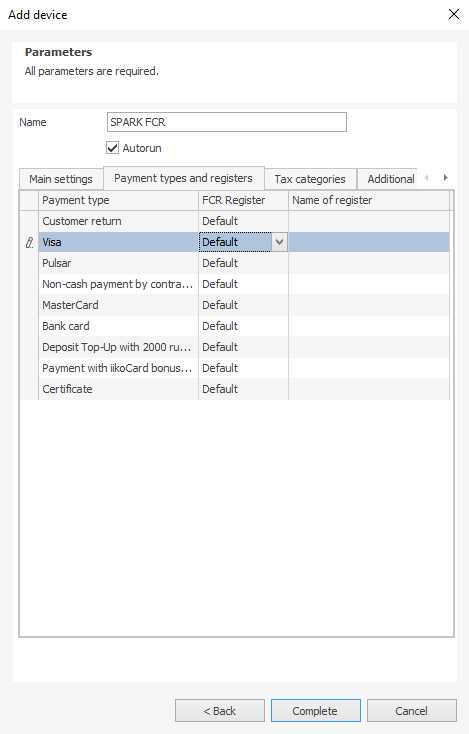 Add device
Parameters
All parameters are required.
Name SPARK FCR
Autorun
Main settings Payment types and registers Tax categories Additional
Payment type FCR Register Name of register
Customer return Default
Visa Default
Pulsar Default
Non-cash payment by contra... Default
MasterCard Default
Bank card Default
Deposit Top-Up with 2000 ru... Default
Payment with iikoCard bonus... Default
Certificate Default
< Back Complete Cancel